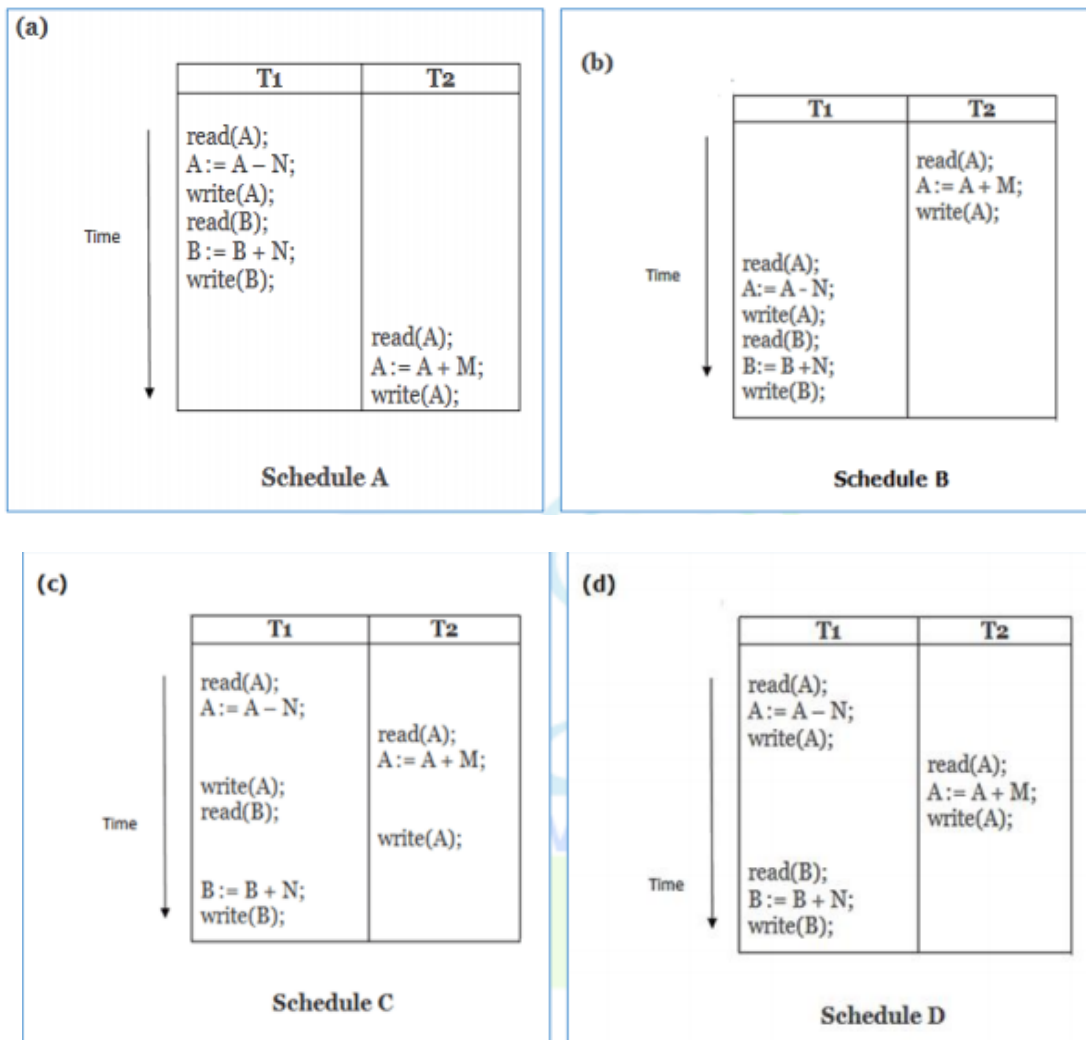 (a)
T1 T2
read(A);
A := A – N;
write(A);
read(B);
Time
B := B + N;
write(B);
read(A);
A := A + M;
write(A);
Schedule A
(b)
T1 T2
read(A);
A := A + M;
write(A);
read(A);
Time
A:= A - N;
write(A);
read(B);
B:= B +N;
write(B);
Schedule B
(c)
T1 T2
read(A);
A := A – N;
read(A);
A := A + M;
write(A);
read(B);
Time
write(A);
B := B + N;
write(B);
Schedule C
(d)
T1 T2
read(A);
A := A – N;
write(A);
read(A);
A := A + M;
write(A);
read(B);
Time
B := B + N;
write(B);
Schedule D